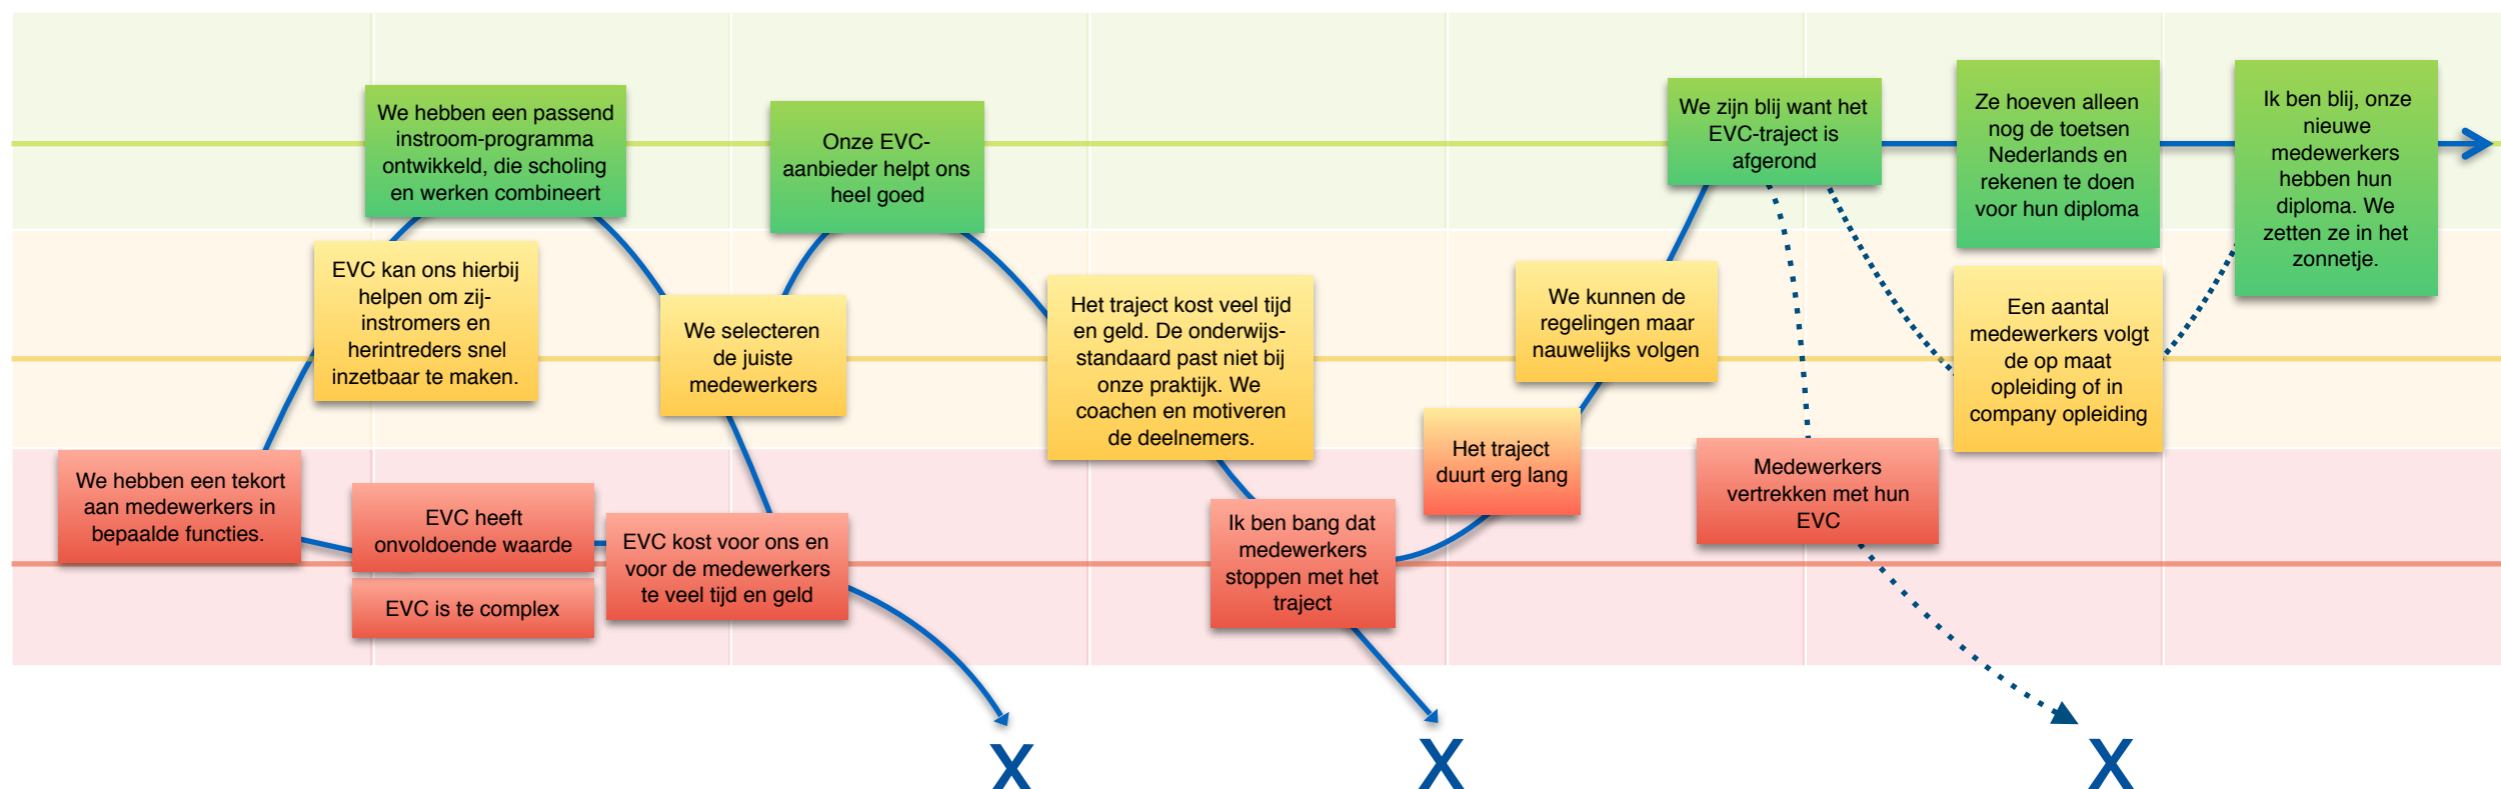 We hebben een tekort
aan medewerkers in
bepaalde functies.
EVC kan ons hierbij
helpen om zij-
instromers en
herintreders snel
inzetbaar te maken.
We hebben een passend
instroom-programma
ontwikkeld, die scholing
en werken combineert
EVC heeft
onvoldoende waarde
EVC is te complex
EVC kost voor ons en
voor de medewerkers
te veel tijd en geld
We selecteren
de juiste
medewerkers
Onze EVC-
aanbieder helpt ons
heel goed
Het traject kost veel tijd
en geld. De onderwijs-
standaard past niet bij
onze praktijk. We
coachen en motiveren
de deelnemers.
Ik ben bang dat
medewerkers
stoppen met het
traject
Het traject
duurt erg lang
We kunnen de
regelingen maar
nauwelijks volgen
We zijn blij want het
EVC-traject is
afgerond
Medewerkers
vertrekken met hun
EVC
Ze hoeven alleen
nog de toetsen
Nederlands en
rekenen te doen
voor hun diploma
Een aantal
medewerkers volgt
de op maat
opleiding of in
company opleiding
Ik ben blij, onze
nieuwe
medewerkers
hebben hun
diploma. We
zetten ze in het
zonnetje.
X
X
X